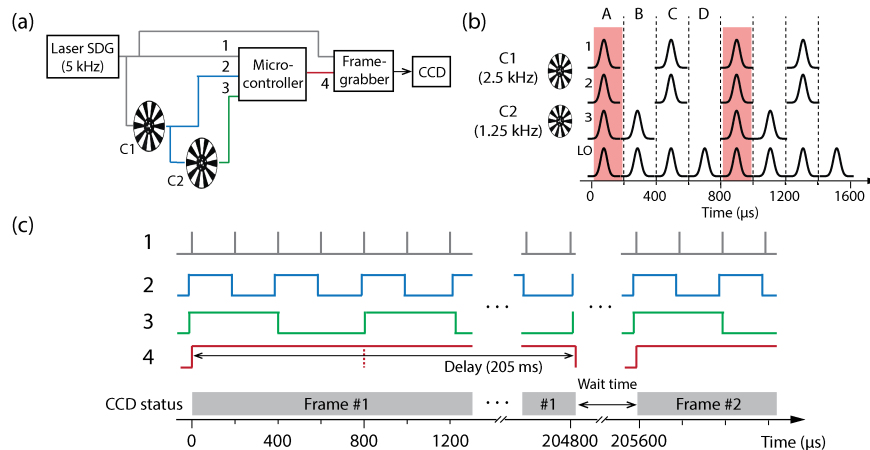 (a)
Laser SDG
(5 kHz)
1
2
3
Micro-
controller
4
Frame-
grabber
CCD
C1
C2
(b)
A B C D
C1
(2.5 kHz)
C2
(1.25 kHz)
1
2
3
LO
0 400 800 1200 1600
Time (µs)
(c)
1
2
3
4
... ...
Delay (205 ms)
Wait time
CCD status
Frame #1 ... #1 Frame #2
0 400 800 1200 204800 205600 Time (µs)